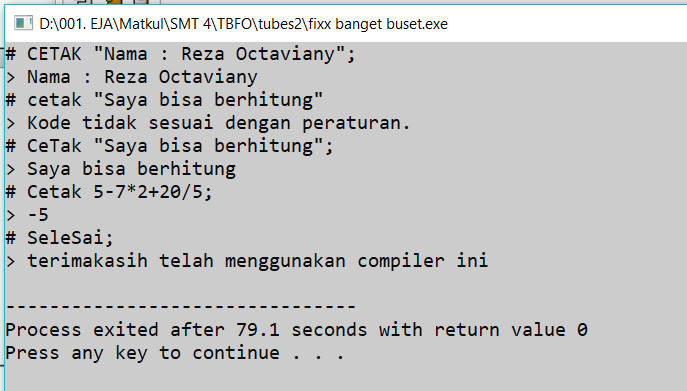 D:\001. EJA\Matkul\SMT 4\TBFO\tubes2\fixx banget buset.exe
# CETAK "Nama : Reza Octaviany";
> Nama : Reza Octaviany
# cetak "Saya bisa berhitung"
> Kode tidak sesuai dengan peraturan.
# CeTak "Saya bisa berhitung";
> Saya bisa berhitung
# Cetak 5-7*2+20/5;
> -5
# SeleSai;
> terimakasih telah menggunakan compiler ini
--------------------------------
Process exited after 79.1 seconds with return value 0
Press any key to continue . . .